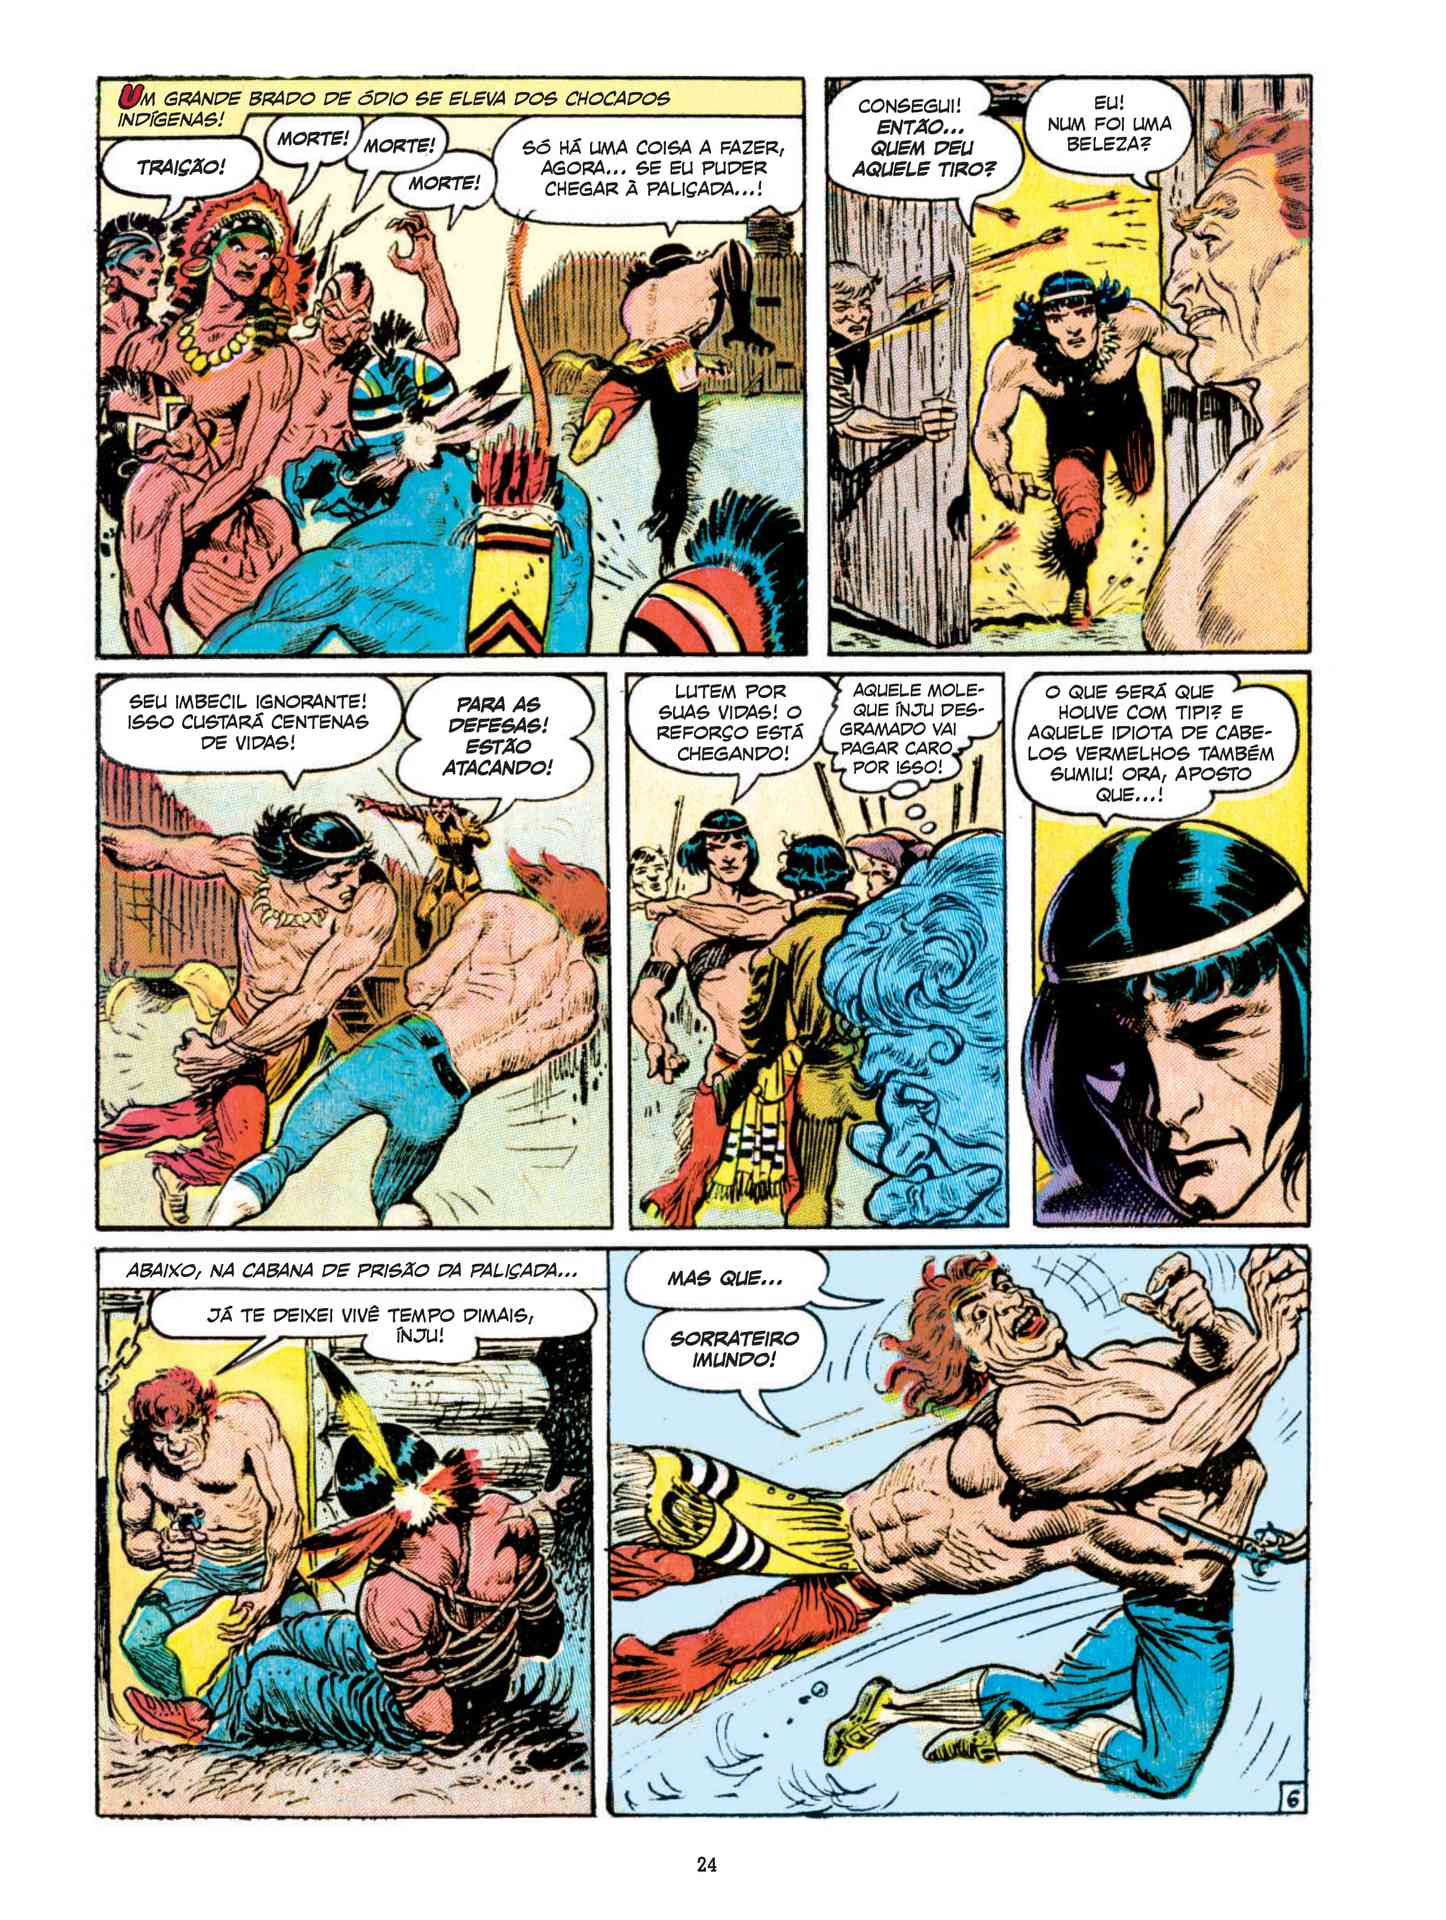 UM GRANDE BRADO DE ÓDIO SE ELEVA DOS CHOCADOS
INDÍGENAS!
TRAIÇÃO!
MORTE!
MORTE!
MORTE!
SÓ HÁ UMA COISA A FAZER,
AGORA... SE EU PUDER
CHEGAR À PALIÇADA...!
CONSEGUI!
ENTÃO...
QUEM DEU
AQUELE TIRO?
EU!
NUM FOI UMA
BELEZA?
SEU IMBECIL IGNORANTE!
ISSO CUSTARÁ CENTENAS
DE VIDAS!
PARA AS
DEFESAS!
ESTÃO
ATACANDO!
LUTEM POR
SUAS VIDAS! O
REFORÇO ESTÁ
CHEGANDO!
AQUELE MOLE-
QUE ÍNJU DES-
GRAMADO VAI
PAGAR CARO
POR ISSO!
O QUE SERÁ QUE
HOUVE COM TIPI? E
AQUELE IDIOTA DE CABE-
LOS VERMELHOS TAMBÉM
SUMIU! ORA, APOSTO
QUE...!
ABAIXO, NA CABANA DE PRISÃO DA PALIÇADA...
JÁ TE DEIXEI VIVÊ TEMPO DIMAIS,
ÍNJU!
MAS QUE...
SORRATEIRO
IMUNDO!
6
24